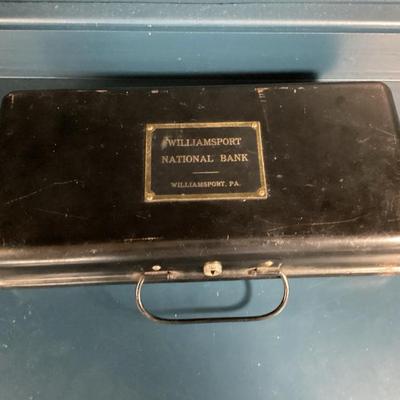 WILLIAMSPORT
NATIONAL BANK
WILLIAMSPORT, PA.